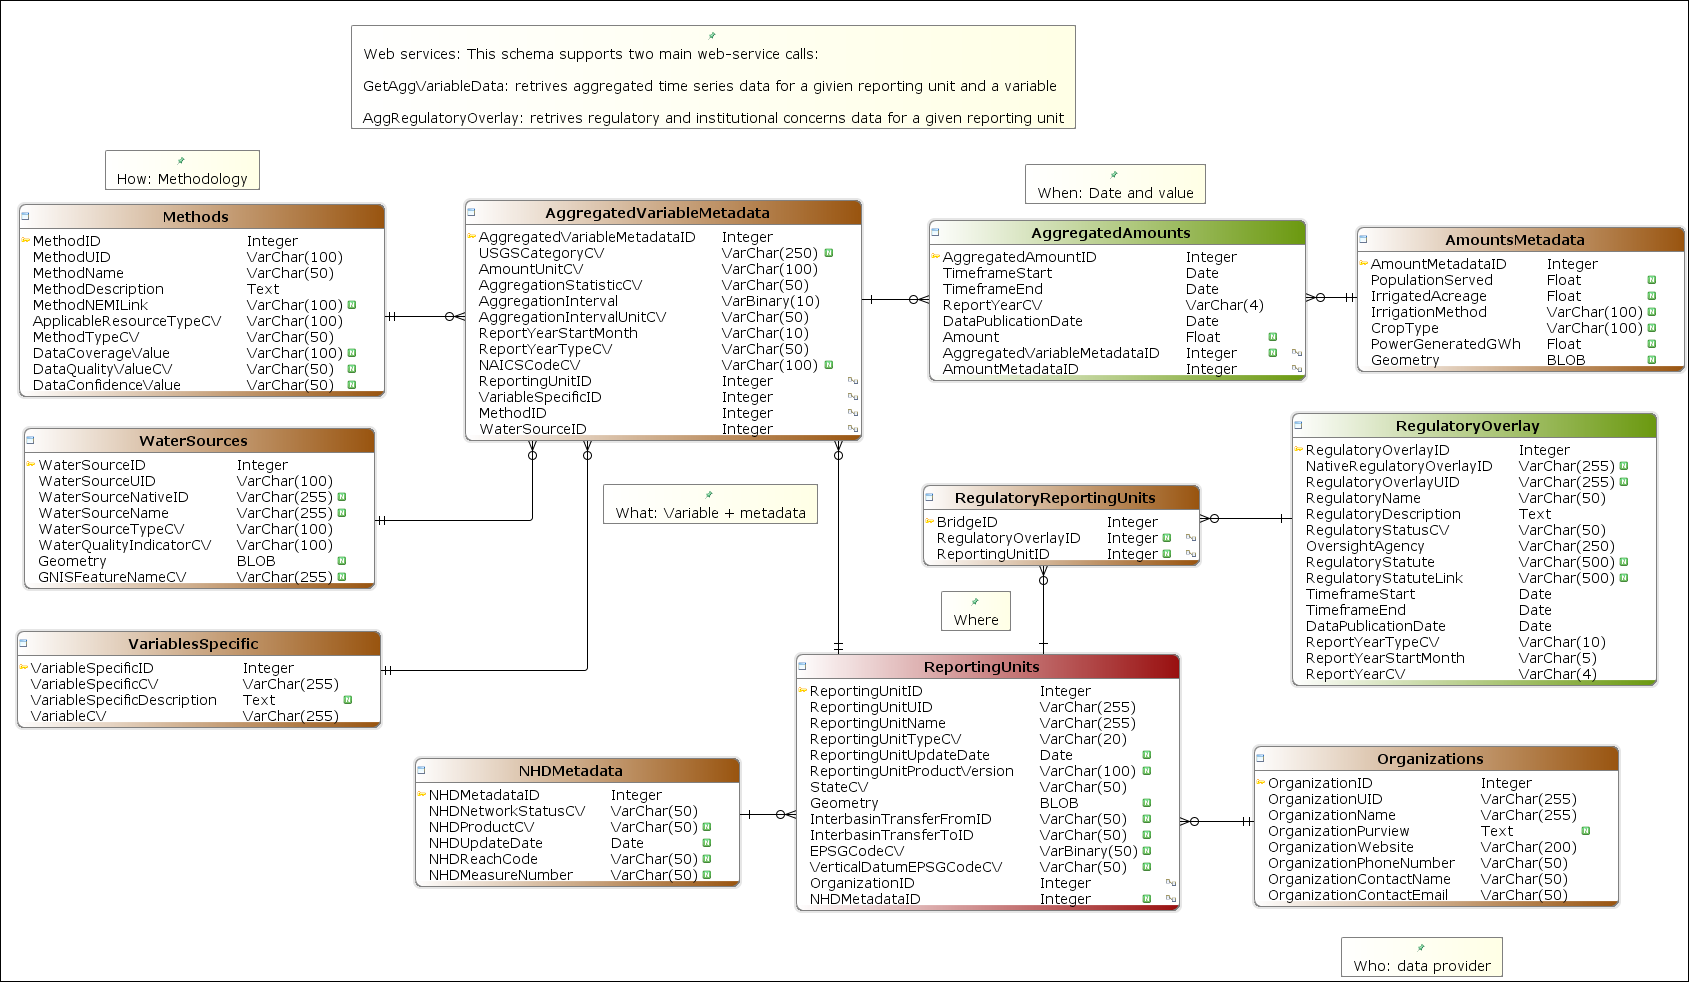 Web services: This schema supports two main web-service calls:
GetAggVariableData: retrives aggregated time series data for a givien reporting unit and a variable
AggRegulatoryOverlay: retrives regulatory and institutional concerns data for a given reporting unit
How: Methodology
When: Date and value
Methods
MethodID Integer
MethodUID VarChar(100)
MethodName VarChar(50)
MethodDescription Text
MethodNEMILink VarChar(100) N
ApplicableResourceTypeCV VarChar(100)
MethodTypeCV VarChar(50)
DataCoverageValue VarChar(100) N
DataQualityValueCV VarChar(50) N
DataConfidenceValue VarChar(50) N
AggregatedVariableMetadata
AggregatedVariableMetadataID Integer
USGSCategoryCV VarChar(250) N
AmountUnitCV VarChar(100)
AggregationStatisticCV VarChar(50)
AggregationInterval VarBinary(10)
AggregationIntervalUnitCV VarChar(50)
ReportYearStartMonth VarChar(10)
ReportYearTypeCV VarChar(50)
NAICSCodeCV VarChar(100) N
ReportingUnitID Integer
VariableSpecificID Integer
MethodID Integer
WaterSourceID Integer
AggregatedAmounts
AggregatedAmountID Integer
TimeframeStart Date
TimeframeEnd Date
ReportYearCV VarChar(4)
DataPublicationDate Date
Amount Float N
AggregatedVariableMetadataID Integer N
AmountMetadataID Integer
AmountsMetadata
AmountMetadataID Integer
PopulationServed Float N
IrrigatedAcreage Float N
IrrigationMethod VarChar(100) N
CropType VarChar(100) N
PowerGeneratedGWh Float N
Geometry BLOB N
WaterSources
WaterSourceID Integer
WaterSourceUID VarChar(100)
WaterSourceNativeID VarChar(255) N
WaterSourceName VarChar(255) N
WaterSourceTypeCV VarChar(100)
WaterQualityIndicatorCV VarChar(100)
Geometry BLOB N
GNISFeatureNameCV VarChar(255) N
What: Variable + metadata
RegulatoryReportingUnits
BridgeID Integer
RegulatoryOverlayID Integer N
ReportingUnitID Integer N
RegulatoryOverlay
RegulatoryOverlayID Integer
NativeRegulatoryOverlayID VarChar(255) N
RegulatoryOverlayUID VarChar(255) N
RegulatoryName VarChar(50)
RegulatoryDescription Text
RegulatoryStatusCV VarChar(50)
OversightAgency VarChar(250)
RegulatoryStatute VarChar(500) N
RegulatoryStatuteLink VarChar(500) N
TimeframeStart Date
TimeframeEnd Date
DataPublicationDate Date
ReportYearTypeCV VarChar(10)
ReportYearStartMonth VarChar(5)
ReportYearCV VarChar(4)
Where
VariablesSpecific
VariableSpecificID Integer
VariableSpecificCV VarChar(255)
VariableSpecificDescription Text N
VariableCV VarChar(255)
ReportingUnits
ReportingUnitID Integer
ReportingUnitUID VarChar(255)
ReportingUnitName VarChar(255)
ReportingUnitTypeCV VarChar(20)
ReportingUnitUpdateDate Date N
ReportingUnitProductVersion VarChar(100) N
StateCV VarChar(50)
Geometry BLOB N
InterbasinTransferFromID VarChar(50) N
InterbasinTransferToID VarChar(50) N
EPSGCodeCV VarBinary(50) N
VerticalDatumEPSGCodeCV VarChar(50) N
OrganizationID Integer
NHDMetadataID Integer N
NHDMetadata
NHDMetadataID Integer
NHDNetworkStatusCV VarChar(50)
NHDProductCV VarChar(50) N
NHDUpdateDate Date N
NHDReachCode VarChar(50) N
NHDMeasureNumber VarChar(50) N
Organizations
OrganizationID Integer
OrganizationUID VarChar(255)
OrganizationName VarChar(255)
OrganizationPurview Text N
OrganizationWebsite VarChar(200)
OrganizationPhoneNumber VarChar(50)
OrganizationContactName VarChar(50)
OrganizationContactEmail VarChar(50)
Who: data provider